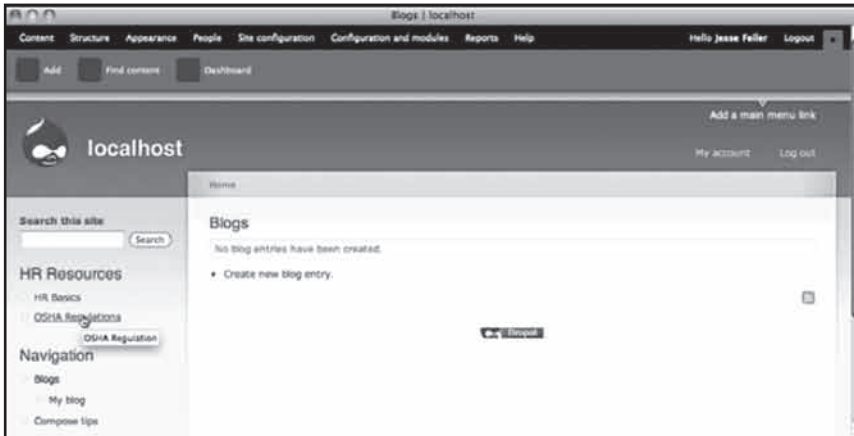 Blogs | localhost
Content Structure Appearance People Site configuration Configuration and modules Reports Help Hello Jesse Feiler Logout
Add Find content Dashboard
Add a main menu link
localhost
My account Log out
Home
Search this site
Search
Blogs
No blog entries have been created.
• Create new blog entry.
HR Resources
HR Basics
OSHA Regulations
OSHA Regulation
Drupal
Navigation
Blogs
My blog
Compose tips